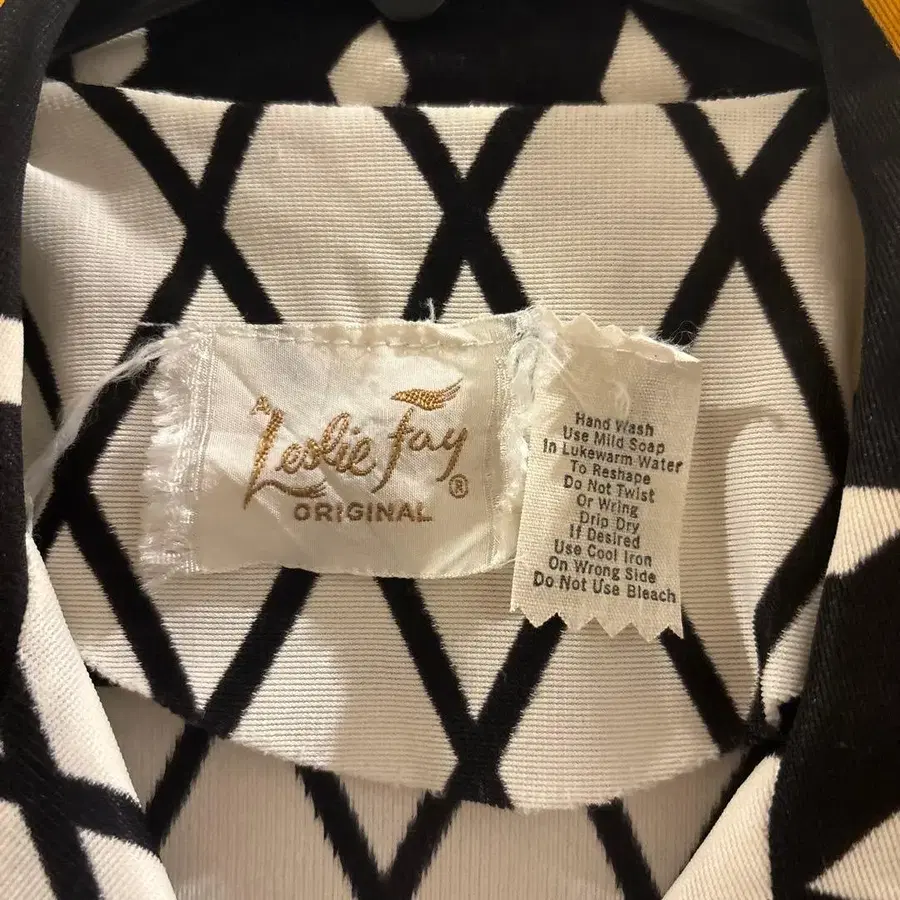 A
Leslie Fay ®
ORIGINAL
Hand Wash
Use Mild Soap
In Lukewarm Water
To Reshape
Do Not Twist
Or Wring
Drip Dry
If Desired
Use Cool Iron
On Wrong Side
Do Not Use Bleach